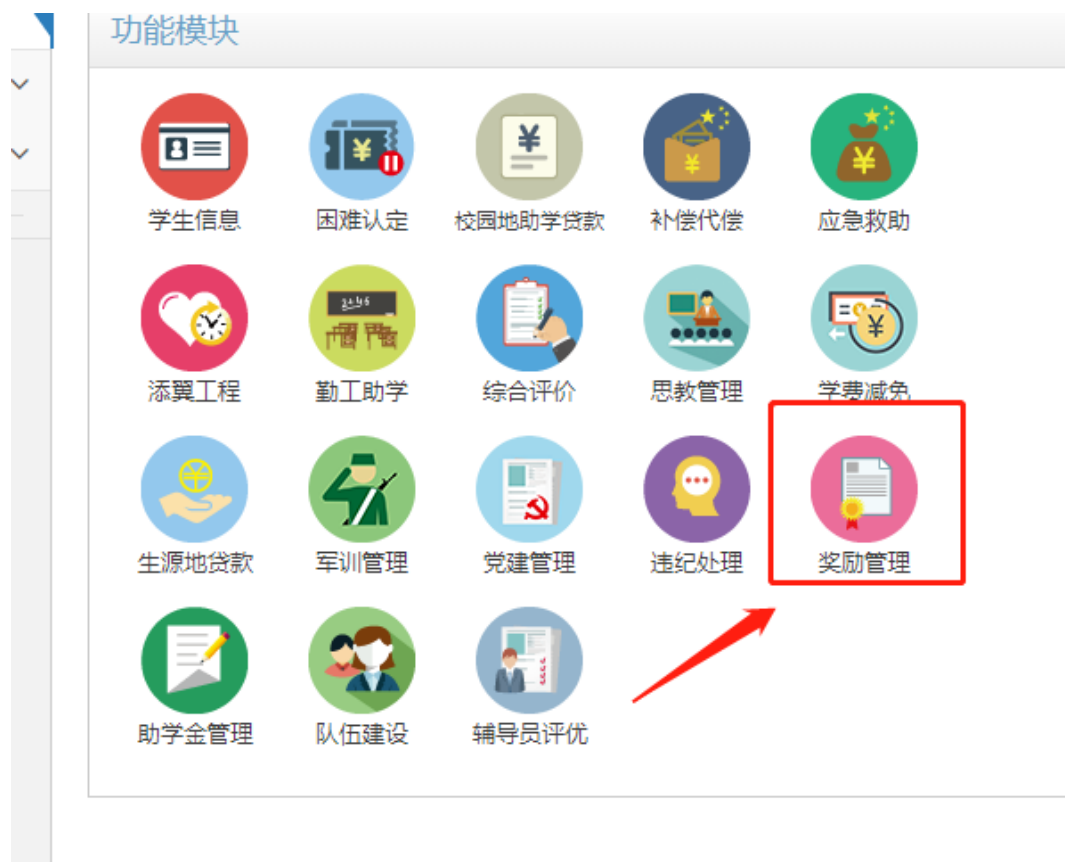 功能模块
学生信息 困难认定 校园地助学贷款 补偿代偿 应急救助
添翼工程 勤工助学 综合评价 思教管理 学费减免
生源地贷款 军训管理 党建管理 违纪处理 奖励管理
助学金管理 队伍建设 辅导员评优